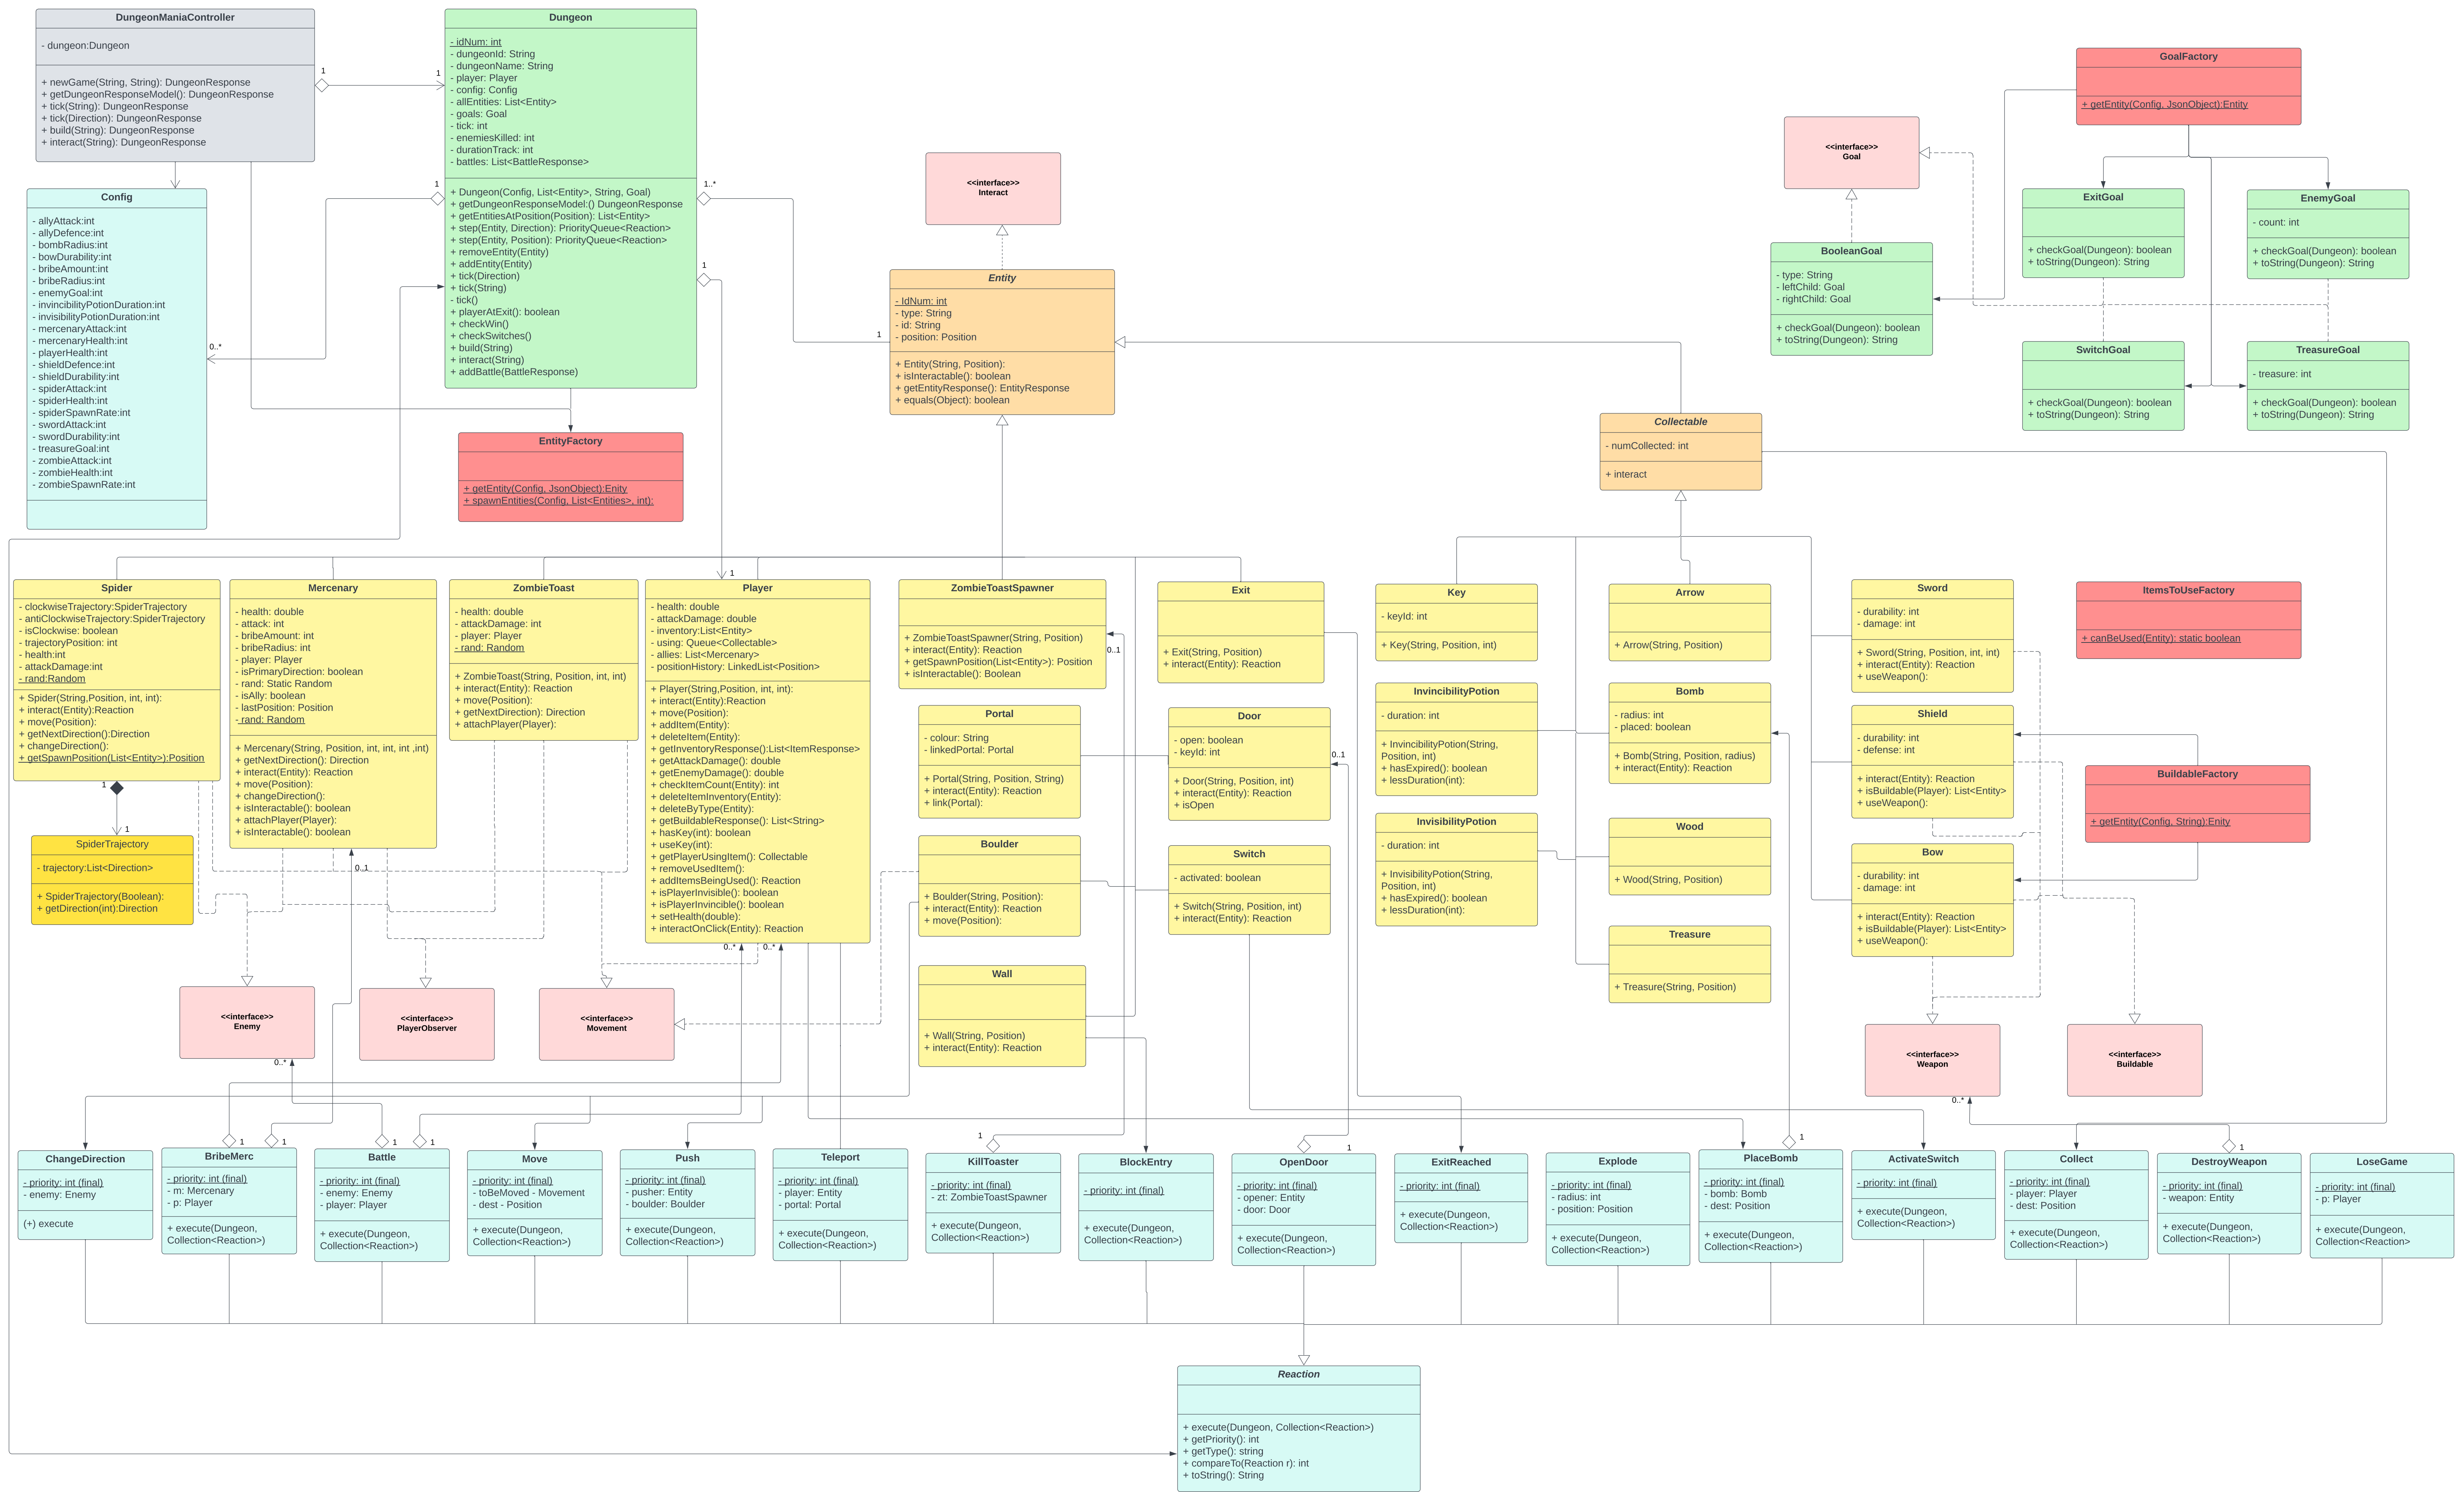 DungeonManiaController
- dungeon:Dungeon
+ newGame(String, String): DungeonResponse
+ getDungeonResponseModel(): DungeonResponse
+ tick(String): DungeonResponse
+ tick(Direction): DungeonResponse
+ build(String): DungeonResponse
+ interact(String): DungeonResponse
1
1
Dungeon
- idNum: int
- dungeonId: String
- dungeonName: String
- player: Player
- config: Config
- allEntities: List<Entity>
- goals: Goal
- tick: int
- enemiesKilled: int
- durationTrack: int
- battles: List<BattleResponse>
+ Dungeon(Config, List<Entity>, String, Goal)
+ getDungeonResponseModel:() DungeonResponse
+ getEntitiesAtPosition(Position): List<Entity>
+ step(Entity, Direction): PriorityQueue<Reaction>
+ step(Entity, Position): PriorityQueue<Reaction>
+ removeEntity(Entity)
+ addEntity(Entity)
+ tick(Direction)
+ tick(String)
- tick()
+ playerAtExit(): boolean
+ checkWin()
+ checkSwitches()
+ build(String)
+ interact(String)
+ addBattle(BattleResponse)
1
0..*
1..*
1
1
1
Config
- allyAttack:int
- allyDefence:int
- bombRadius:int
- bowDurability:int
- bribeAmount:int
- bribeRadius:int
- enemyGoal:int
- invincibilityPotionDuration:int
- invisibilityPotionDuration:int
- mercenaryAttack:int
- mercenaryHealth:int
- playerHealth:int
- shieldDefence:int
- shieldDurability:int
- spiderAttack:int
- spiderHealth:int
- spiderSpawnRate:int
- swordAttack:int
- swordDurability:int
- treasureGoal:int
- zombieAttack:int
- zombieHealth:int
- zombieSpawnRate:int
EntityFactory
+ getEntity(Config, JsonObject):Enity
+ spawnEntities(Config, List<Entities>, int):
<<interface>>
Interact
Entity
- IdNum: int
- type: String
- id: String
- position: Position
+ Entity(String, Position):
+ isInteractable(): boolean
+ getEntityResponse(): EntityResponse
+ equals(Object): boolean
Collectable
- numCollected: int
+ interact
GoalFactory
+ getEntity(Config, JsonObject):Entity
<<interface>>
Goal
BooleanGoal
- type: String
- leftChild: Goal
- rightChild: Goal
+ checkGoal(Dungeon): boolean
+ toString(Dungeon): String
ExitGoal
+ checkGoal(Dungeon): boolean
+ toString(Dungeon): String
EnemyGoal
- count: int
+ checkGoal(Dungeon): boolean
+ toString(Dungeon): String
SwitchGoal
+ checkGoal(Dungeon): boolean
+ toString(Dungeon): String
TreasureGoal
- treasure: int
+ checkGoal(Dungeon): boolean
+ toString(Dungeon): String
Spider
- clockwiseTrajectory:SpiderTrajectory
- antiClockwiseTrajectory:SpiderTrajectory
- isClockwise: boolean
- trajectoryPosition: int
- health:int
- attackDamage:int
- rand:Random
+ Spider(String,Position, int, int):
+ interact(Entity):Reaction
+ move(Position):
+ getNextDirection():Direction
+ changeDirection():
+ getSpawnPosition(List<Entity>):Position
1
1
SpiderTrajectory
- trajectory:List<Direction>
+ SpiderTrajectory(Boolean):
+ getDirection(int):Direction
Mercenary
- health: double
- attack: int
- bribeAmount: int
- bribeRadius: int
- player: Player
- isPrimaryDirection: boolean
- rand: Static Random
- isAlly: boolean
- lastPosition: Position
- rand: Random
+ Mercenary(String, Position, int, int, int ,int)
+ getNextDirection(): Direction
+ interact(Entity): Reaction
+ move(Position):
+ changeDirection():
+ isInteractable(): boolean
+ attachPlayer(Player):
+ isInteractable(): boolean
0..1
ZombieToast
- health: double
- attackDamage: int
- player: Player
- rand: Random
+ ZombieToast(String, Position, int, int)
+ interact(Entity): Reaction
+ move(Position):
+ getNextDirection): Direction
+ attachPlayer(Player):
Player
- health: double
- attackDamage: double
- inventory:List<Entity>
- using: Queue<Collectable>
- allies: List<Mercenary>
- positionHistory: LinkedList<Position>
+ Player(String,Position, int, int):
+ interact(Entity):Reaction
+ move(Position):
+ addItem(Entity):
+ deleteItem(Entity):
+ getInventoryResponse():List<ItemResponse>
+ getAttackDamage(): double
+ getEnemyDamage(): double
+ checkItemCount(Entity): int
+ deleteItemInventory(Entity):
+ deleteByType(Entity):
+ getBuildableResponse(): List<String>
+ hasKey(int): boolean
+ useKey(int):
+ getPlayerUsingItem(): Collectable
+ removeUsedItem():
+ addItemsBeingUsed(): Reaction
+ isPlayerInvisible(): boolean
+ isPlayerInvincible(): boolean
+ setHealth(double):
+ interactOnClick(Entity): Reaction
0..*
0..*
ZombieToastSpawner
+ ZombieToastSpawner(String, Position)
+ interact(Entity): Reaction
+ getSpawnPosition(List<Entity>): Position
+ isInteractable(): Boolean
0..1
Exit
+ Exit(String, Position)
+ interact(Entity): Reaction
Portal
- colour: String
- linkedPortal: Portal
+ Portal(String, Position, String)
+ interact(Entity): Reaction
+ link(Portal):
Door
- open: boolean
- keyId: int
+ Door(String, Position, int)
+ interact(Entity): Reaction
+ isOpen
0..1
Boulder
+ Boulder(String, Position):
+ interact(Entity): Reaction
+ move(Position):
Switch
- activated: boolean
+ Switch(String, Position, int)
+ interact(Entity): Reaction
Wall
+ Wall(String, Position)
+ interact(Entity): Reaction
Key
- keyId: int
+ Key(String, Position, int)
Arrow
+ Arrow(String, Position)
InvincibilityPotion
- duration: int
+ InvincibilityPotion(String,
Position, int)
+ hasExpired(): boolean
+ lessDuration(int):
Bomb
- radius: int
- placed: boolean
+ Bomb(String, Position, radius)
+ interact(Entity): Reaction
InvisibilityPotion
- duration: int
+ InvisibilityPotion(String,
Position, int)
+ hasExpired(): boolean
+ lessDuration(int):
Wood
+ Wood(String, Position)
Treasure
+ Treasure(String, Position)
Sword
- durability: int
- damage: int
+ Sword(String, Position, int, int)
+ interact(Entity): Reaction
+ useWeapon():
Shield
- durability: int
- defense: int
+ interact(Entity): Reaction
+ isBuildable(Player): List<Entity>
+ useWeapon():
Bow
- durability: int
- damage: int
+ interact(Entity): Reaction
+ isBuildable(Player): List<Entity>
+ useWeapon():
ItemsToUseFactory
+ canBeUsed(Entity): static boolean
BuildableFactory
+ getEntity(Config, String):Enity
<<interface>>
Enemy
0..*
<<interface>>
PlayerObserver
<<interface>>
Movement
<<interface>>
Weapon
0..*
<<interface>>
Buildable
1
1
1
1
1
1
1
1
ChangeDirection
- priority: int (final)
- enemy: Enemy
(+) execute
BribeMerc
- priority: int (final)
- m: Mercenary
- p: Player
+ execute(Dungeon,
Collection<Reaction>)
Battle
- priority: int (final)
- enemy: Enemy
- player: Player
+ execute(Dungeon,
Collection<Reaction>)
Move
- priority: int (final)
- toBeMoved - Movement
- dest - Position
+ execute(Dungeon,
Collection<Reaction>)
Push
- priority: int (final)
- pusher: Entity
- boulder: Boulder
+ execute(Dungeon,
Collection<Reaction>)
Teleport
- priority: int (final)
- player: Entity
- portal: Portal
+ execute(Dungeon,
Collection<Reaction>)
KillToaster
- priority: int (final)
- zt: ZombieToastSpawner
+ execute(Dungeon,
Collection<Reaction>)
BlockEntry
- priority: int (final)
+ execute(Dungeon,
Collection<Reaction>)
OpenDoor
- priority: int (final)
- opener: Entity
- door: Door
+ execute(Dungeon,
Collection<Reaction>)
ExitReached
- priority: int (final)
+ execute(Dungeon,
Collection<Reaction>)
Explode
- priority: int (final)
- radius: int
- position: Position
+ execute(Dungeon,
Collection<Reaction>)
PlaceBomb
- priority: int (final)
- bomb: Bomb
- dest: Position
+ execute(Dungeon,
Collection<Reaction>)
ActivateSwitch
- priority: int (final)
+ execute(Dungeon,
Collection<Reaction>)
Collect
- priority: int (final)
- player: Player
- dest: Position
+ execute(Dungeon,
Collection<Reaction>)
DestroyWeapon
- priority: int (final)
- weapon: Entity
+ execute(Dungeon,
Collection<Reaction>)
LoseGame
- priority: int (final)
- p: Player
+ execute(Dungeon,
Collection<Reaction>
Reaction
+ execute(Dungeon, Collection<Reaction>)
+ getPriority(): int
+ getType(): string
+ compareTo(Reaction r): int
+ toString(): String